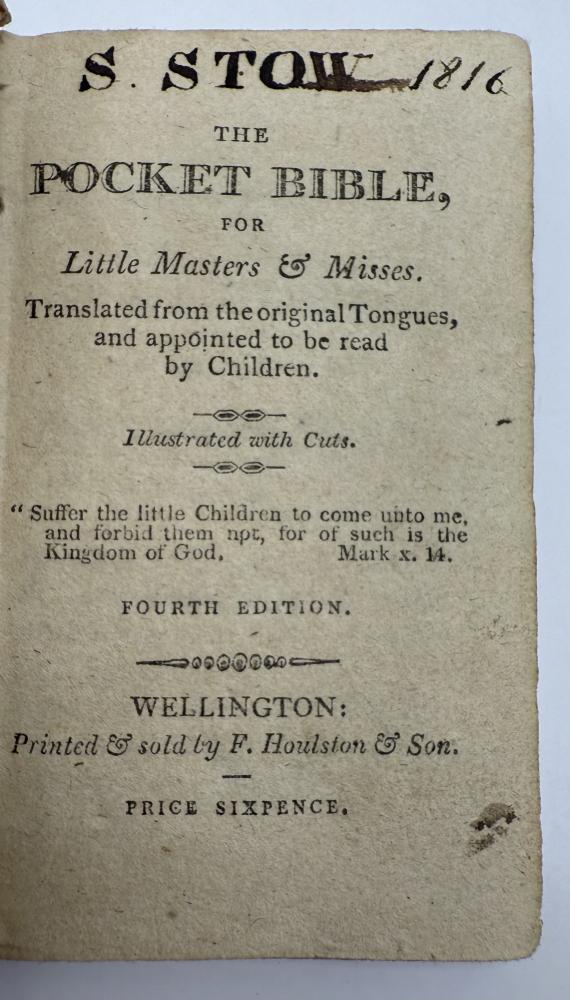 S. STOW 1816
THE
POCKET BIBLE,
FOR
Little Masters & Misses.
Translated from the original Tongues,
and appointed to be read
by Children.
Illustrated with Cuts.
"Suffer the little Children to come unto me,
and forbid them not, for of such is the
Kingdom of God. Mark x. 14.
FOURTH EDITION.
WELLINGTON:
Printed & sold by F. Houlston & Son.
PRICE SIXPENCE.